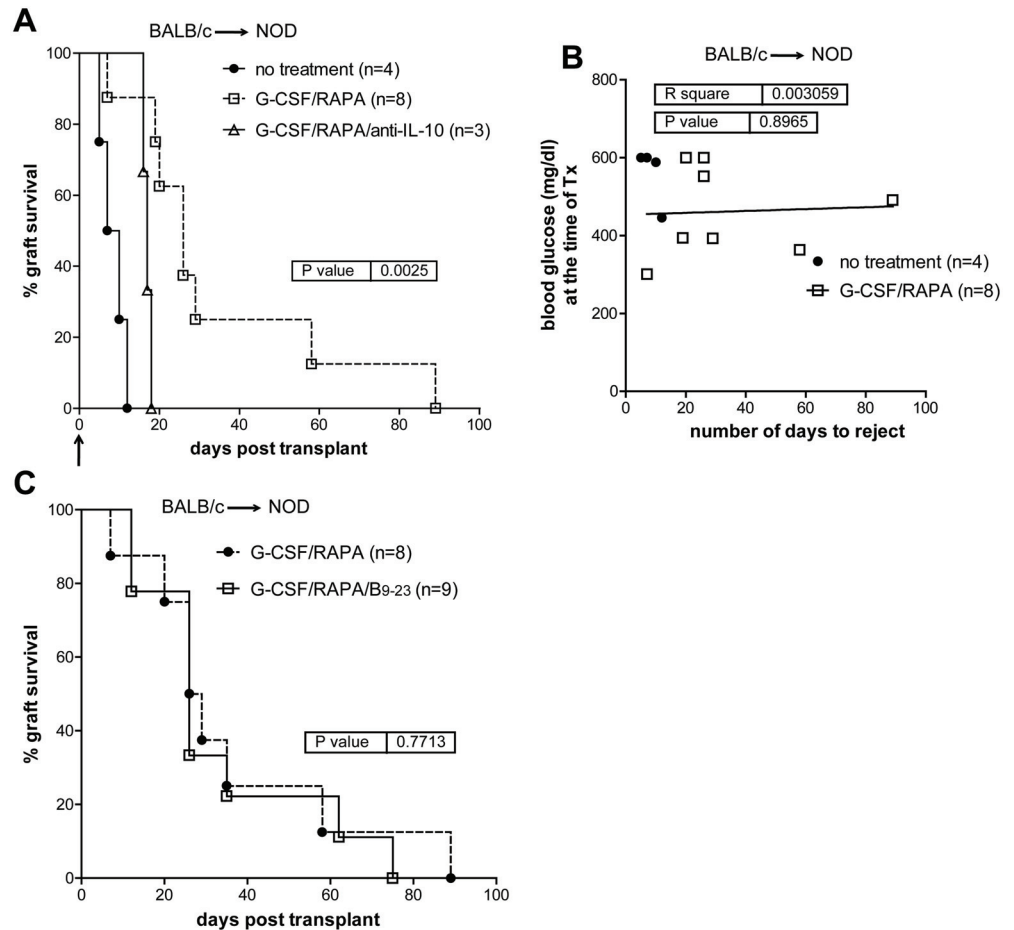 A
BALB/c → NOD
no treatment (n=4)
G-CSF/RAPA (n=8)
G-CSF/RAPA/anti-IL-10 (n=3)
P value 0.0025
% graft survival
100
80
60
40
20
0
0 20 40 60 80 100
days post transplant
B
BALB/c → NOD
R square 0.003059
P value 0.8965
no treatment (n=4)
G-CSF/RAPA (n=8)
blood glucose (mg/dl)
at the time of Tx
800
600
400
200
0
0 20 40 60 80 100
number of days to reject
C
BALB/c → NOD
G-CSF/RAPA (n=8)
G-CSF/RAPA/B9-23 (n=9)
P value 0.7713
% graft survival
100
80
60
40
20
0
0 20 40 60 80 100
days post transplant